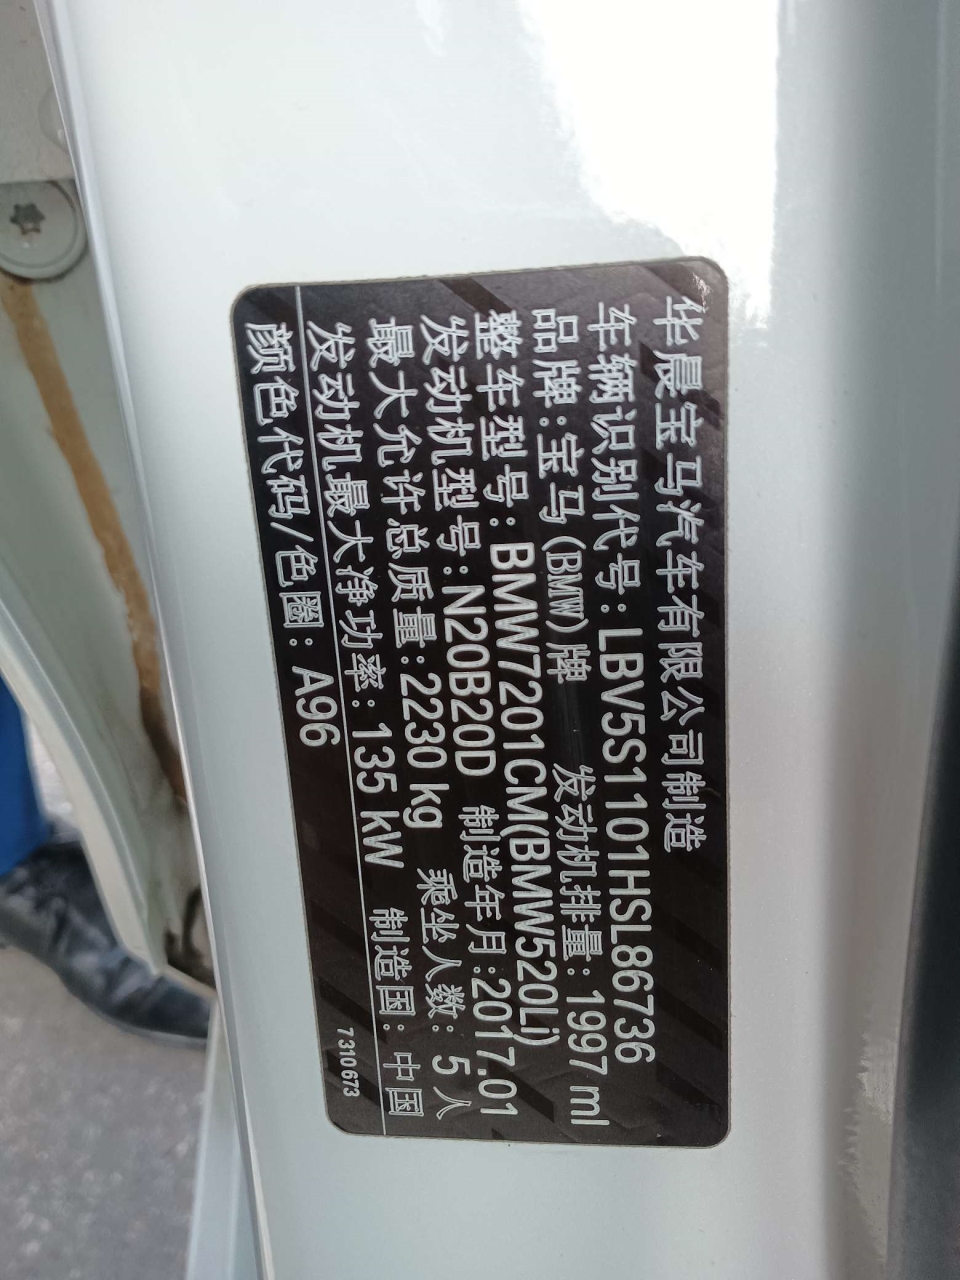 华晨宝马汽车有限公司制造
车辆识别代号:LBV5S1101HSL86736
品牌:宝马(BMW)牌 发动机排量:1997 ml
整车型号:BMW7201CM(BMW520Li)
发动机型号:N20B20D 制造年月:2017.01
最大允许总质量:2230 kg 乘坐人数: 5 人
发动机最大净功率: 135 kW 制造国: 中国
颜色代码/色圈: A96
7310673